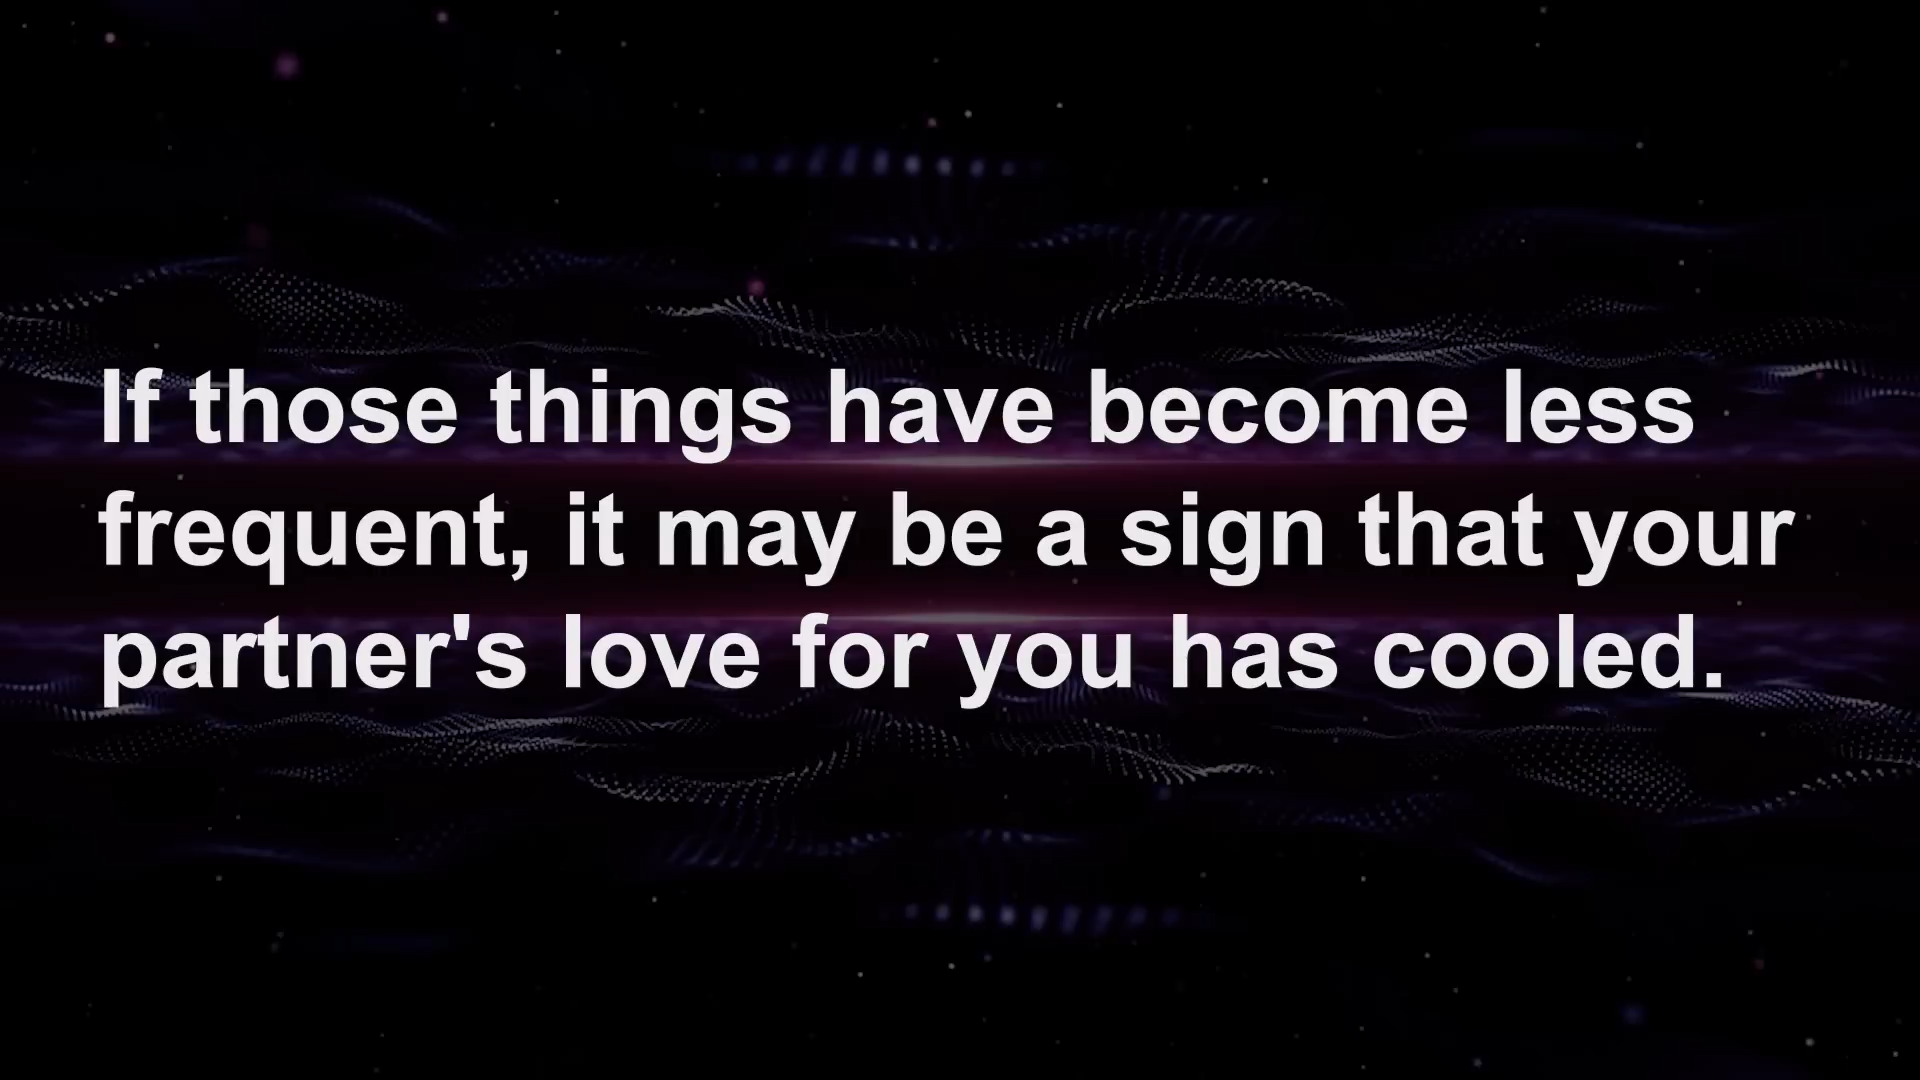 If those things have become less
frequent, it may be a sign that your
partner's love for you has cooled.